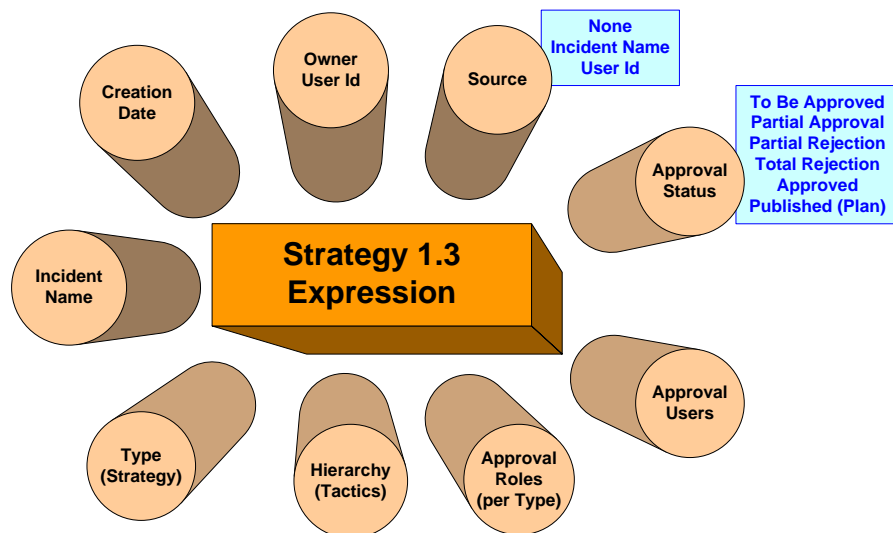 None
Incident Name
User Id
Owner
User Id
Source
Creation
Date
To Be Approved
Partial Approval
Partial Rejection
Total Rejection
Approved
Published (Plan)
Approval
Status
Strategy 1.3
Expression
Incident
Name
Approval
Users
Type
(Strategy)
Hierarchy
(Tactics)
Approval
Roles
(per Type)